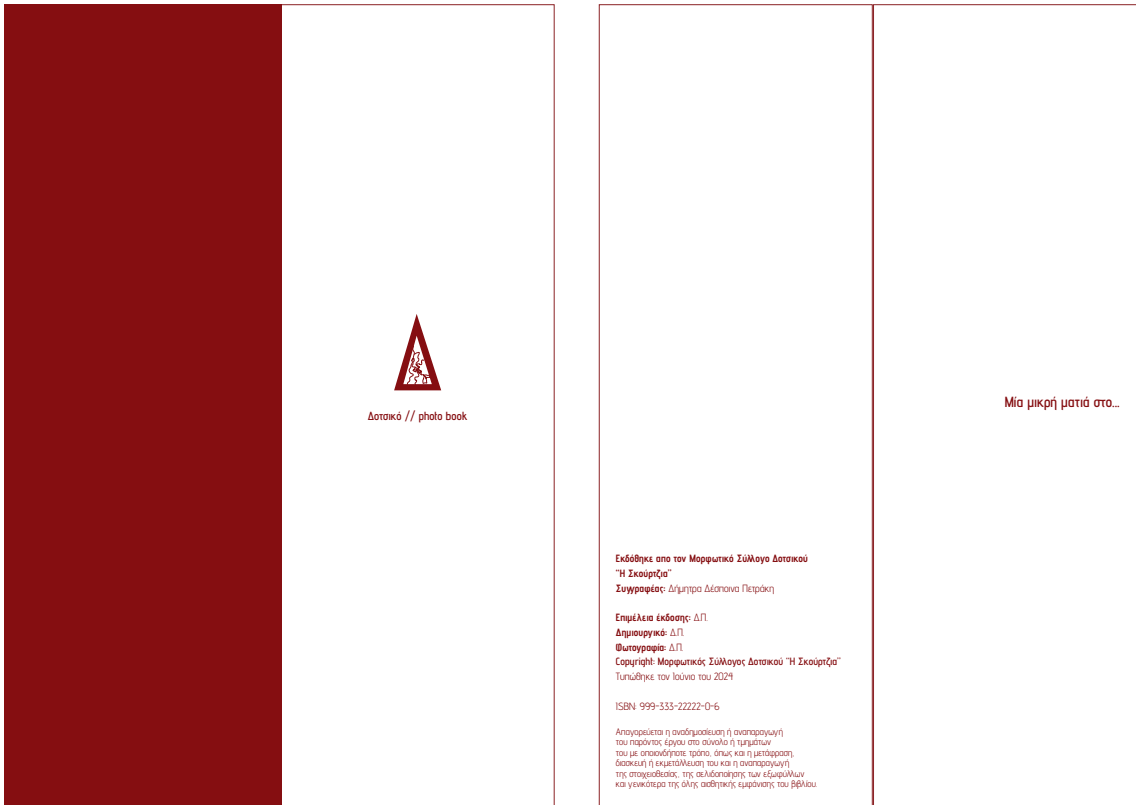 Δοτσικό // photo book
Εκδόθηκε απο τον Μορφωτικό Σύλλογο Δοτσικού
"Η Σκούρτζια"
Συγγραφέας: Δήμητρα Δέσποινα Πετράκη
Επιμέλεια έκδοσης: Δ.Π.
Δημιουργικό: Δ.Π.
Φωτογραφία: Δ.Π.
Copyright: Μορφωτικός Σύλλογος Δοτσικού "Η Σκούρτζια"
Τυπώθηκε τον Ιούνιο του 2024
ISBN: 999-333-22222-0-6
Απαγορεύεται η αναδημοσίευση ή αναπαραγωγή
του παρόντος έργου στο σύνολο ή τμημάτων
του με οποιονδήποτε τρόπο, όπως και η μετάφραση,
διασκευή ή εκμετάλλευση του και η αναπαραγωγή
της στοιχειοθεσίας, της σελιδοποίησης των εξωφύλλων
και γενικότερα της όλης αισθητικής εμφάνισης του βιβλίου.
Μία μικρή ματιά στο...